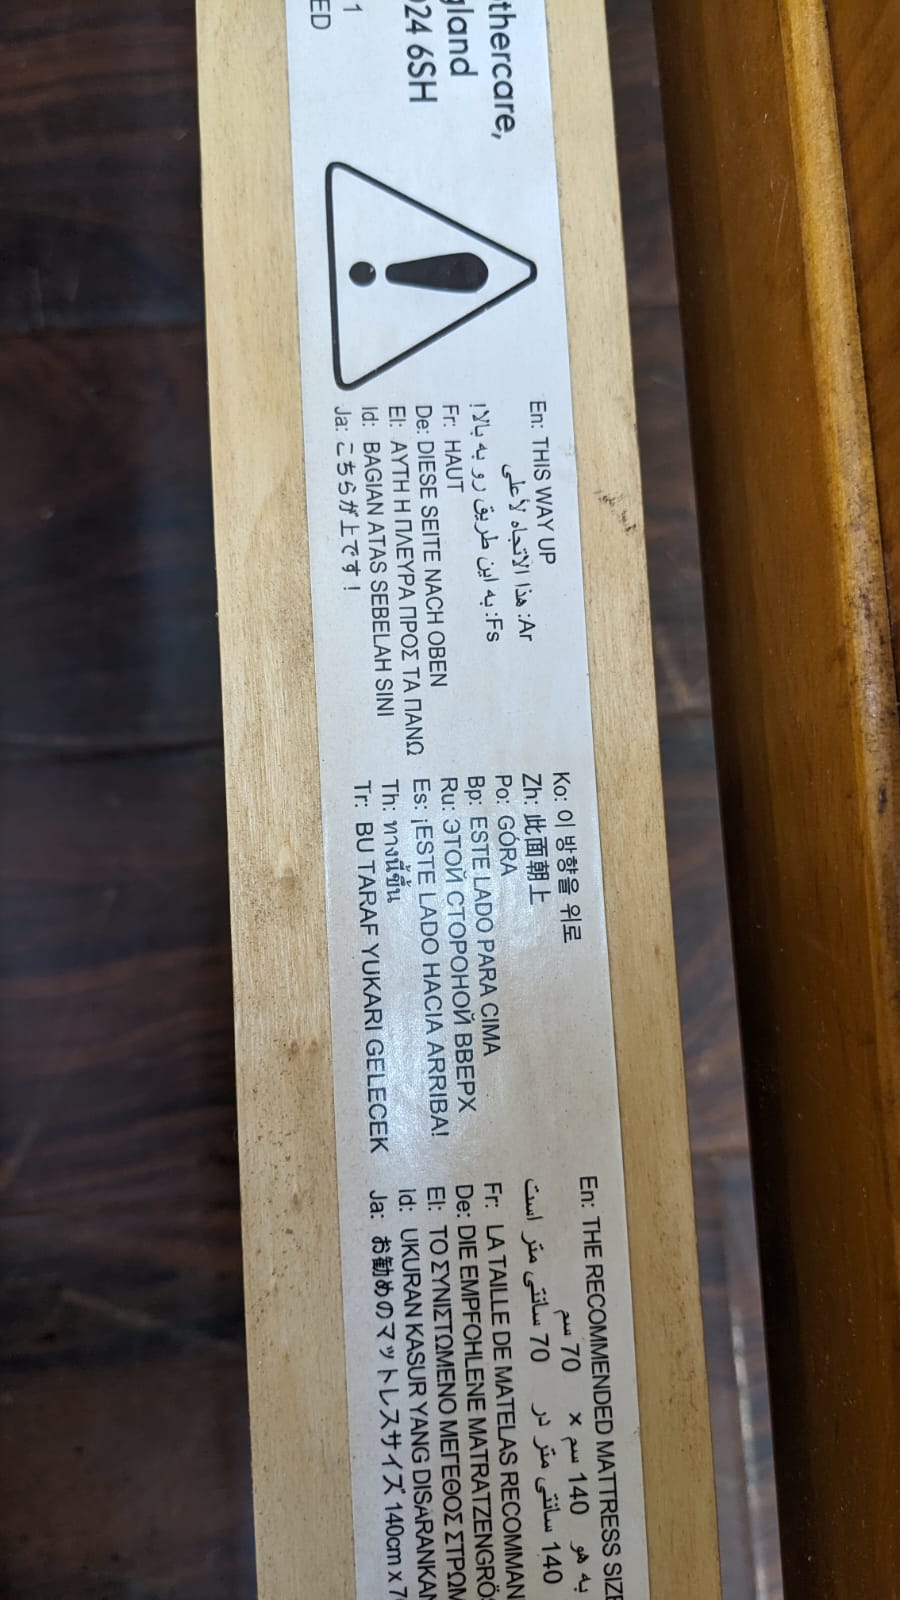 thercare,
gland
024 6SH
1
ED
En: THIS WAY UP
هذا الاتجاه لأعلى :Ar
به این طریق رو به بالا! :Fs
Fr: HAUT
De: DIESE SEITE NACH OBEN
El: ΑΥΤΗ Η ΠΛΕΥΡΑ ΠΡΟΣ ΤΑ ΠΑΝΩ
Id: BAGIAN ATAS SEBELAH SINI
Ja: こちらが上です！
Ko: 이 방향을 위로
Zh: 此面朝上
Po: GÓRA
Bp: ESTE LADO PARA CIMA
Ru: ЭТОЙ СТОРОНОЙ ВВЕРХ
Es: ¡ESTE LADO HACIA ARRIBA!
Th: ทางนี้ขึ้น
Tr: BU TARAF YUKARI GELECEK
En: THE RECOMMENDED MATTRESS SIZE
به هو 140 سم × 70 سم
140 سانتی متر در 70 سانتی متر است
Fr: LA TAILLE DE MATELAS RECOMMAN
De: DIE EMPFOHLENE MATRATZENGRÖ
El: ΤΟ ΣΥΝΙΣΤΩΜΕΝΟ ΜΕΓΕΘΟΣ ΣΤΡΩΜ
Id: UKURAN KASUR YANG DISARANKAN
Ja: お勧めのマットレスサイズ 140cm x 7